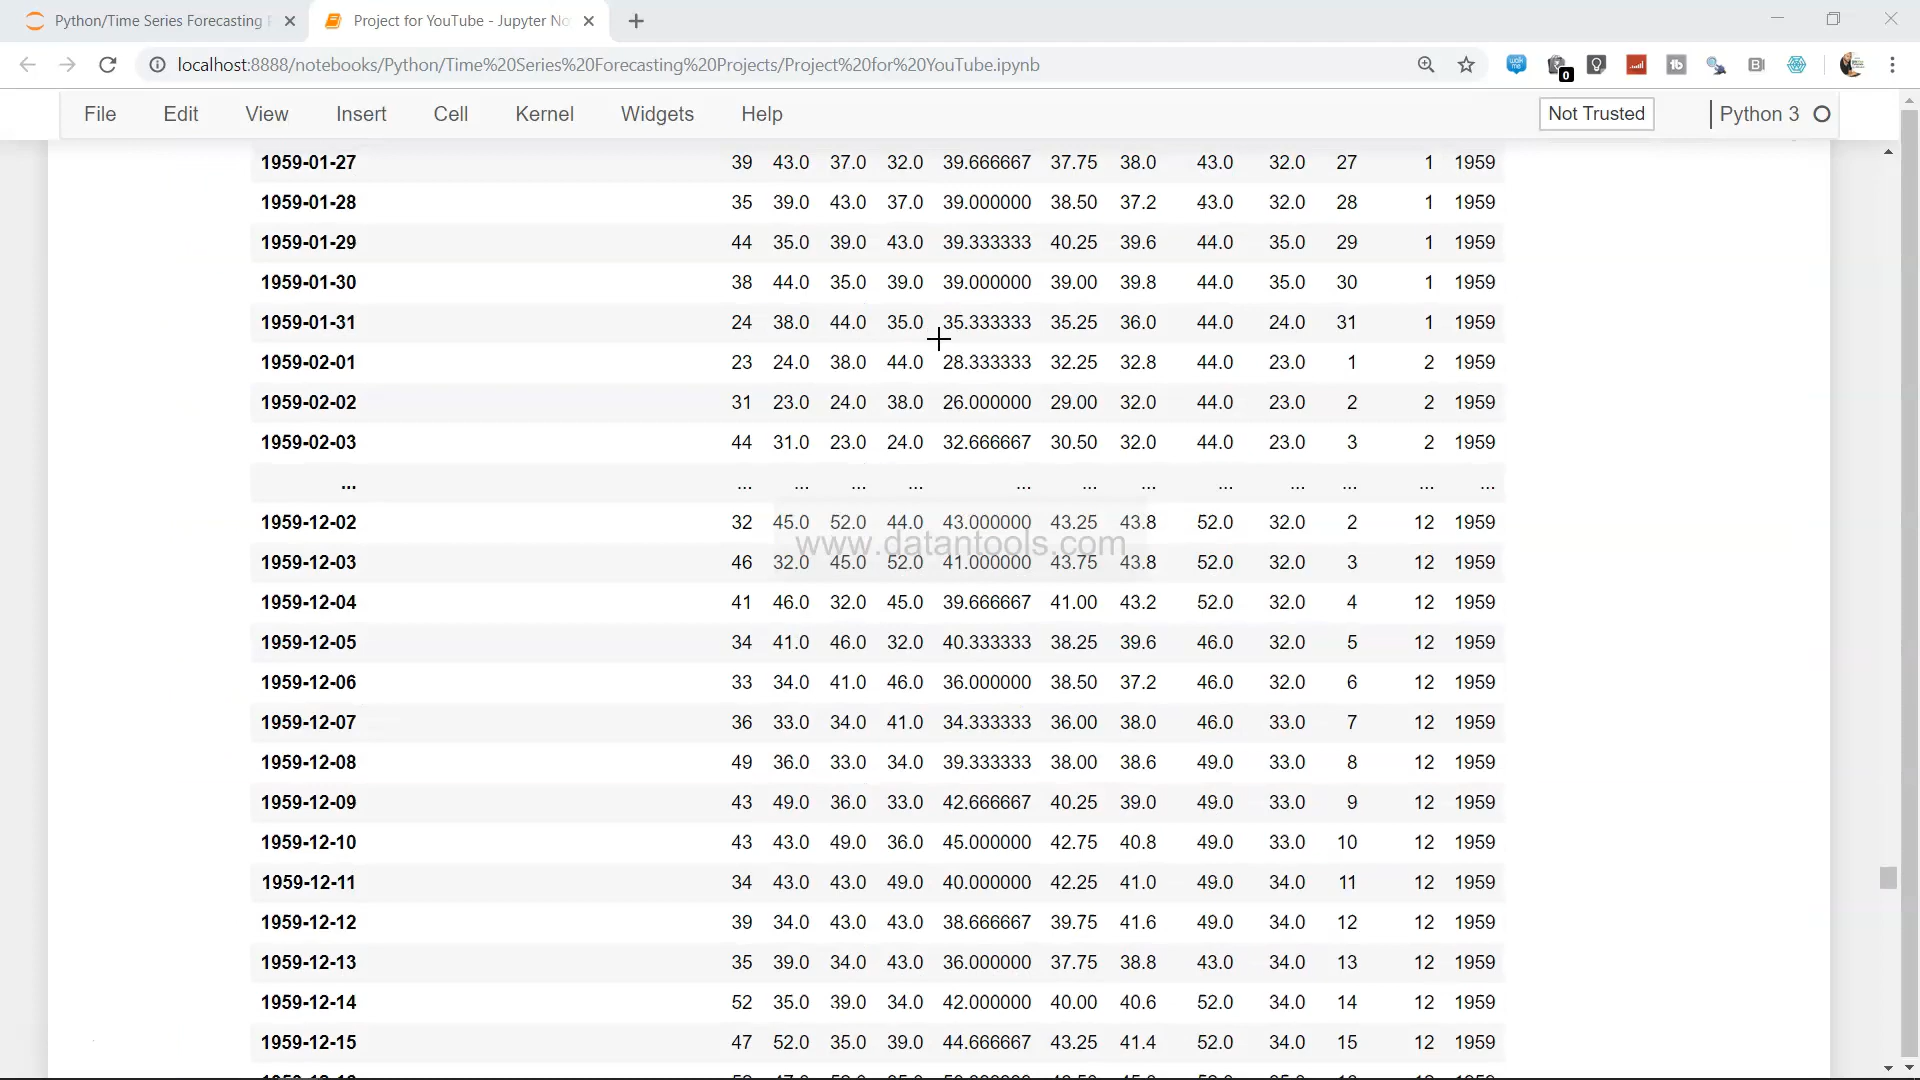 Python/Time Series Forecasting
Project for YouTube - Jupyter No
localhost:8888/notebooks/Python/Time%20Series%20Forecasting%20Projects/Project%20for%20YouTube.ipynb
0
tb
File Edit View Insert Cell Kernel Widgets Help Not Trusted Python 3
1959-01-27 39 43.0 37.0 32.0 39.666667 37.75 38.0 43.0 32.0 27 1 1959
1959-01-28 35 39.0 43.0 37.0 39.000000 38.50 37.2 43.0 32.0 28 1 1959
1959-01-29 44 35.0 39.0 43.0 39.333333 40.25 39.6 44.0 35.0 29 1 1959
1959-01-30 38 44.0 35.0 39.0 39.000000 39.00 39.8 44.0 35.0 30 1 1959
1959-01-31 24 38.0 44.0 35.0 35.333333 35.25 36.0 44.0 24.0 31 1 1959
1959-02-01 23 24.0 38.0 44.0 28.333333 32.25 32.8 44.0 23.0 1 2 1959
1959-02-02 31 23.0 24.0 38.0 26.000000 29.00 32.0 44.0 23.0 2 2 1959
1959-02-03 44 31.0 23.0 24.0 32.666667 30.50 32.0 44.0 23.0 3 2 1959
... ... ... ... ... ... ... ... ... ... ... ... ...
1959-12-02 32 45.0 52.0 44.0 43.000000 43.25 43.8 52.0 32.0 2 12 1959
www.datantools.com
1959-12-03 46 32.0 45.0 52.0 41.000000 43.75 43.8 52.0 32.0 3 12 1959
1959-12-04 41 46.0 32.0 45.0 39.666667 41.00 43.2 52.0 32.0 4 12 1959
1959-12-05 34 41.0 46.0 32.0 40.333333 38.25 39.6 46.0 32.0 5 12 1959
1959-12-06 33 34.0 41.0 46.0 36.000000 38.50 37.2 46.0 32.0 6 12 1959
1959-12-07 36 33.0 34.0 41.0 34.333333 36.00 38.0 46.0 33.0 7 12 1959
1959-12-08 49 36.0 33.0 34.0 39.333333 38.00 38.6 49.0 33.0 8 12 1959
1959-12-09 43 49.0 36.0 33.0 42.666667 40.25 39.0 49.0 33.0 9 12 1959
1959-12-10 43 43.0 49.0 36.0 45.000000 42.75 40.8 49.0 33.0 10 12 1959
1959-12-11 34 43.0 43.0 49.0 40.000000 42.25 41.0 49.0 34.0 11 12 1959
1959-12-12 39 34.0 43.0 43.0 38.666667 39.75 41.6 49.0 34.0 12 12 1959
1959-12-13 35 39.0 34.0 43.0 36.000000 37.75 38.8 43.0 34.0 13 12 1959
1959-12-14 52 35.0 39.0 34.0 42.000000 40.00 40.6 52.0 34.0 14 12 1959
1959-12-15 47 52.0 35.0 39.0 44.666667 43.25 41.4 52.0 34.0 15 12 1959